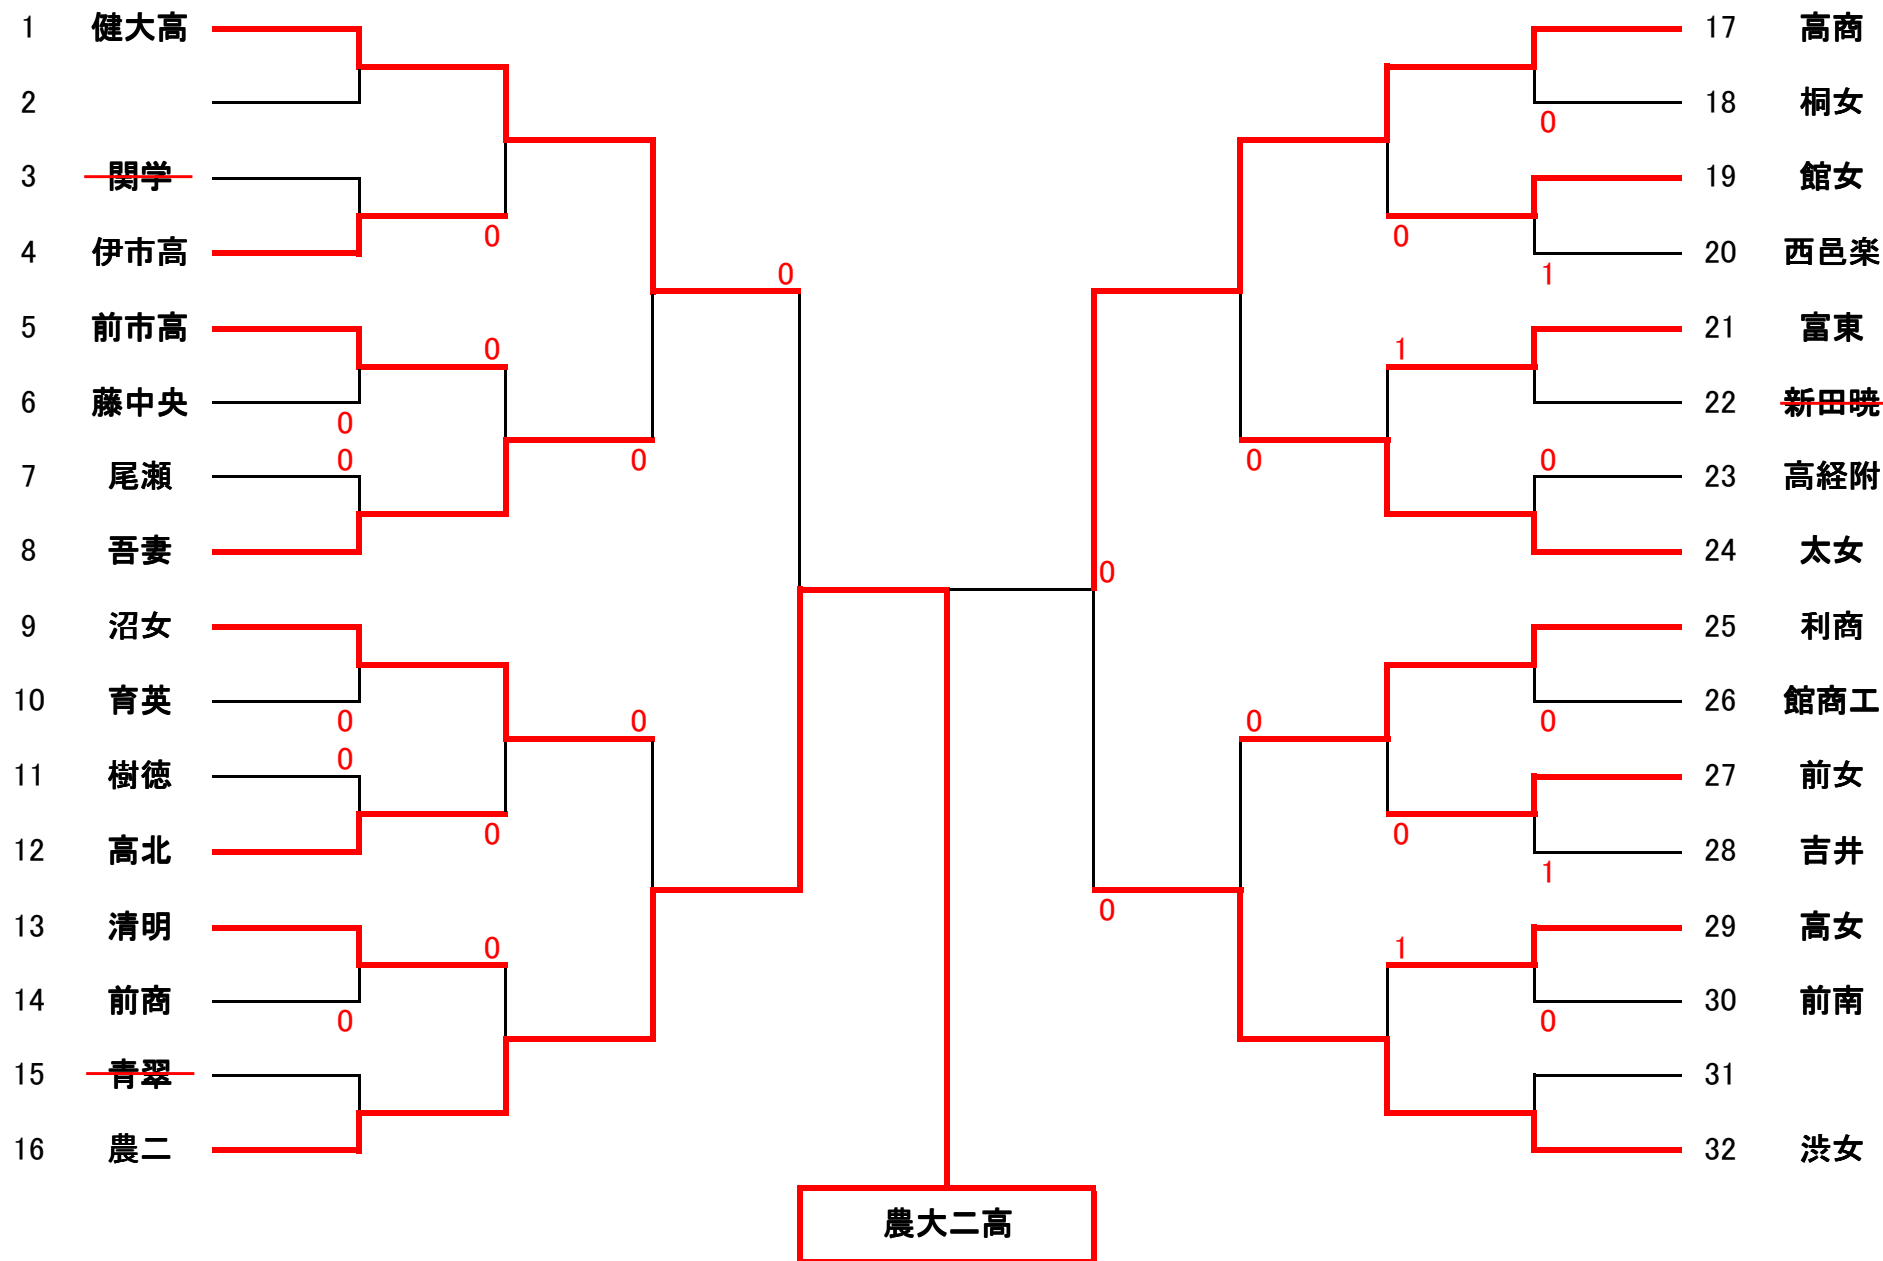 1 健大高
2
3 関学
0
4 伊市高
0
5 前市高
0
6 藤中央
0
0
7 尾瀬
0
8 吾妻
9 沼女
10 育英
0
0
0
11 樹徳
12 高北
0
13 清明
0
14 前商
0
15 青翠
16 農二
17 高商
18 桐女
0
19 館女
0
20 西邑楽
1
21 富東
1
22 新田暁
0
0
23 高経附
24 太女
0
25 利商
26 館商工
0
0
27 前女
0
28 吉井
1
0
29 高女
1
30 前南
0
31
32 渋女
農大二高